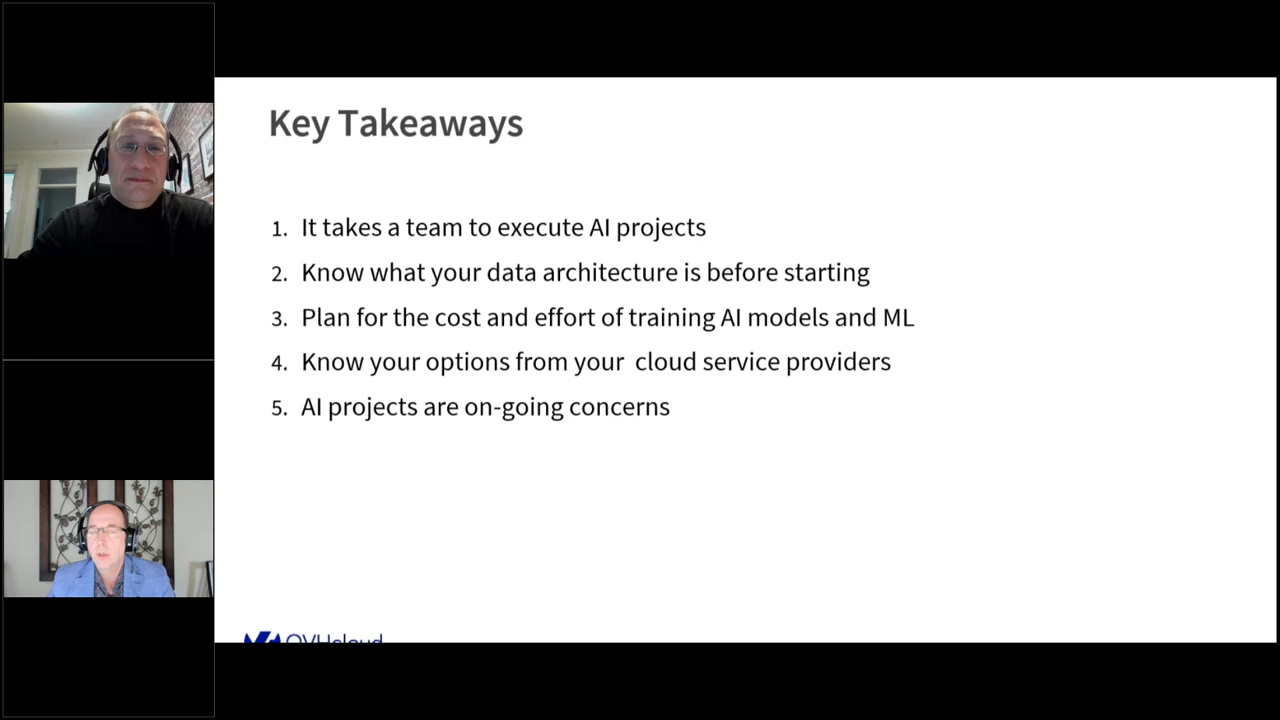 Key Takeaways
1. It takes a team to execute AI projects
2. Know what your data architecture is before starting
3. Plan for the cost and effort of training AI models and ML
4. Know your options from your  cloud service providers
5. AI projects are on-going concerns
OVHcloud